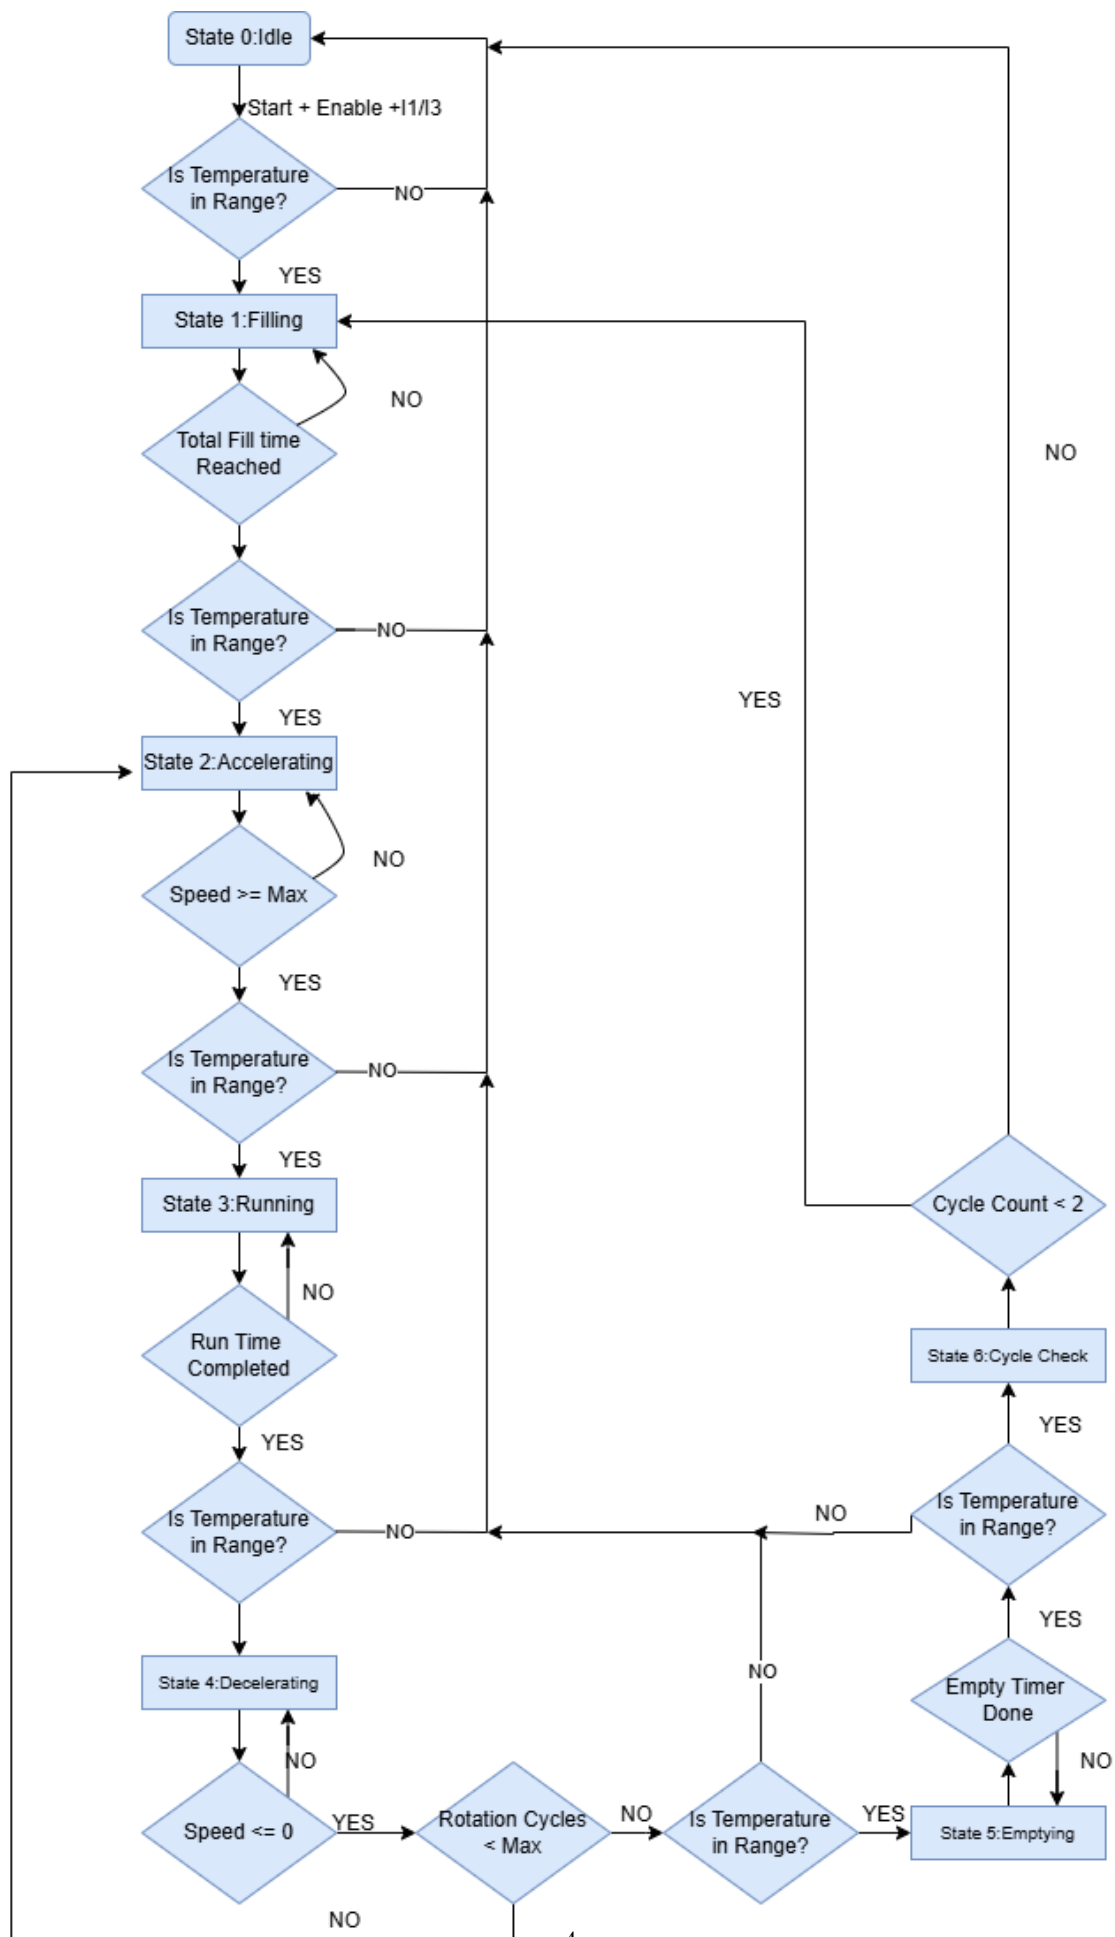 State 0:Idle
Start + Enable +I1/I3
Is Temperature
in Range?
NO
YES
State 1:Filling
NO
Total Fill time
Reached
Is Temperature
in Range?
NO
YES
State 2:Accelerating
NO
Speed >= Max
YES
Is Temperature
in Range?
NO
YES
State 3:Running
NO
Run Time
Completed
YES
Is Temperature
in Range?
NO
State 4:Decelerating
NO
Speed <= 0
YES
Rotation Cycles
< Max
NO
NO
Is Temperature
in Range?
NO
YES
State 5:Emptying
NO
Empty Timer
Done
YES
Is Temperature
in Range?
NO
YES
State 6:Cycle Check
Cycle Count < 2
YES
NO
4